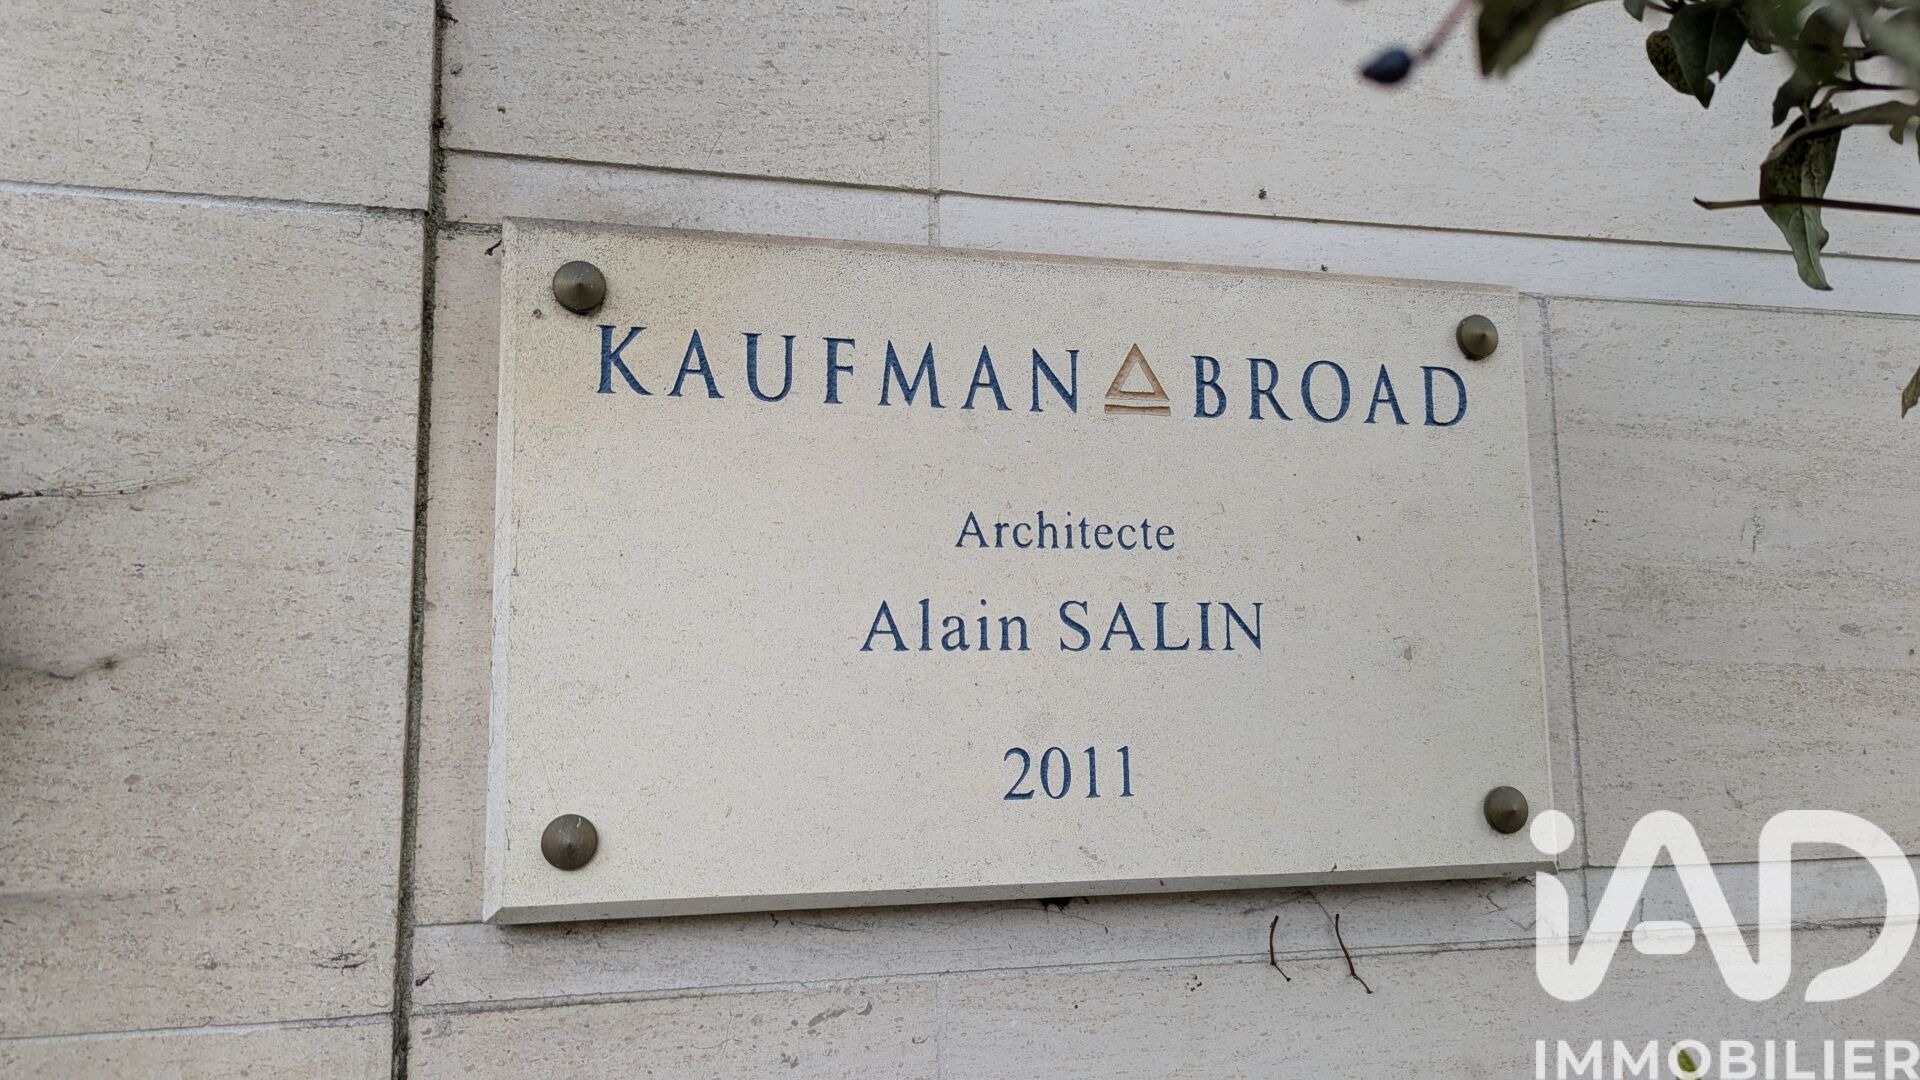 KAUFMAN BROAD
Architecte
Alain SALIN
2011
iAD
IMMOBILIER